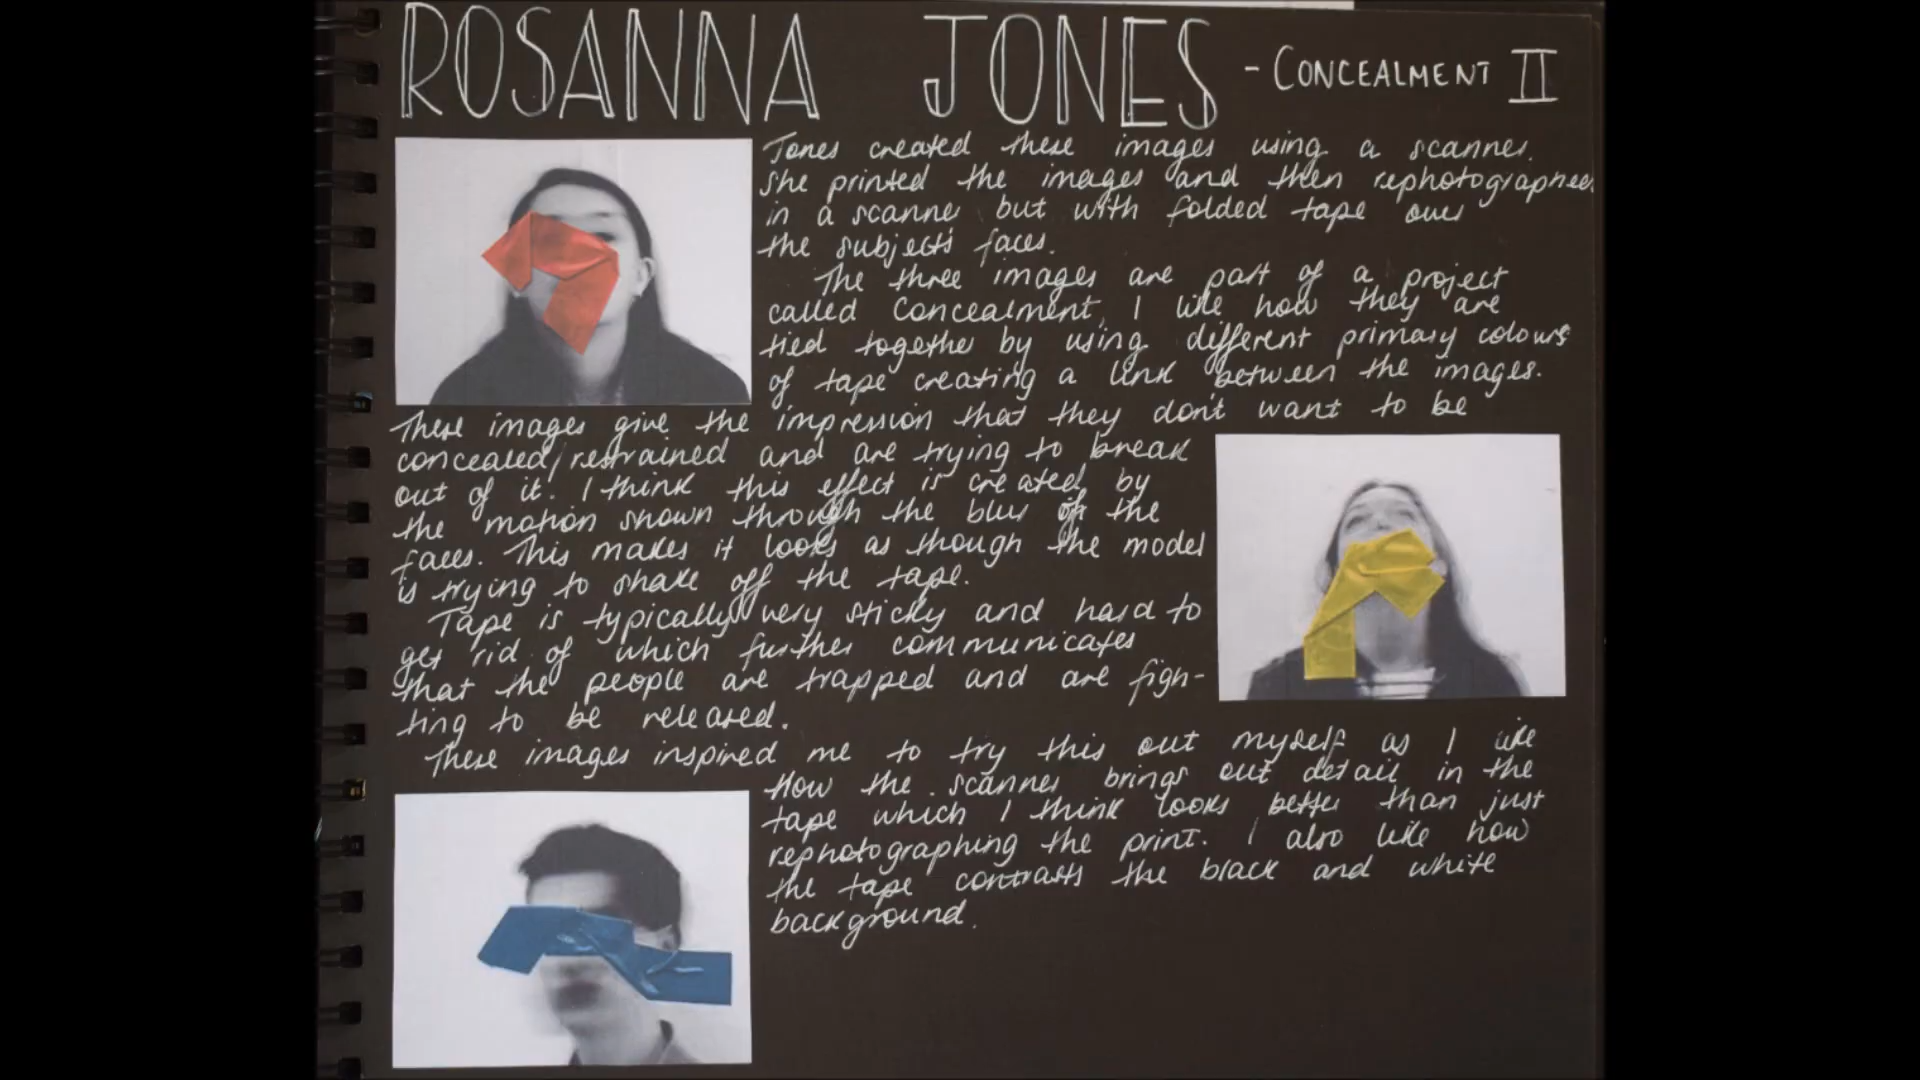 ROSANNA JONES - CONCEALMENT II
Jones created these images using a scanner.
She printed the images and then rephotographed
in a scanner but with folded tape over
the subject's faces.
The three images are part of a project
called Concealment, I like how they are
tied together by using different primary colours
of tape creating a link between the images.
These images give the impression that they don't want to be
concealed/restrained and are trying to break
out of it. I think this effect is created by
the motion shown through the blur of the
faces. This makes it looks as though the model
is trying to shake off the tape.
Tape is typically very sticky and hard to
get rid of which further communicates
that the people are trapped and are figh-
ting to be released.
These images inspired me to try this out myself as I like
How the scanner brings out detail in the
tape which I think looks better than just
rephotographing the print. I also like how
the tape contrasts the black and white
background.